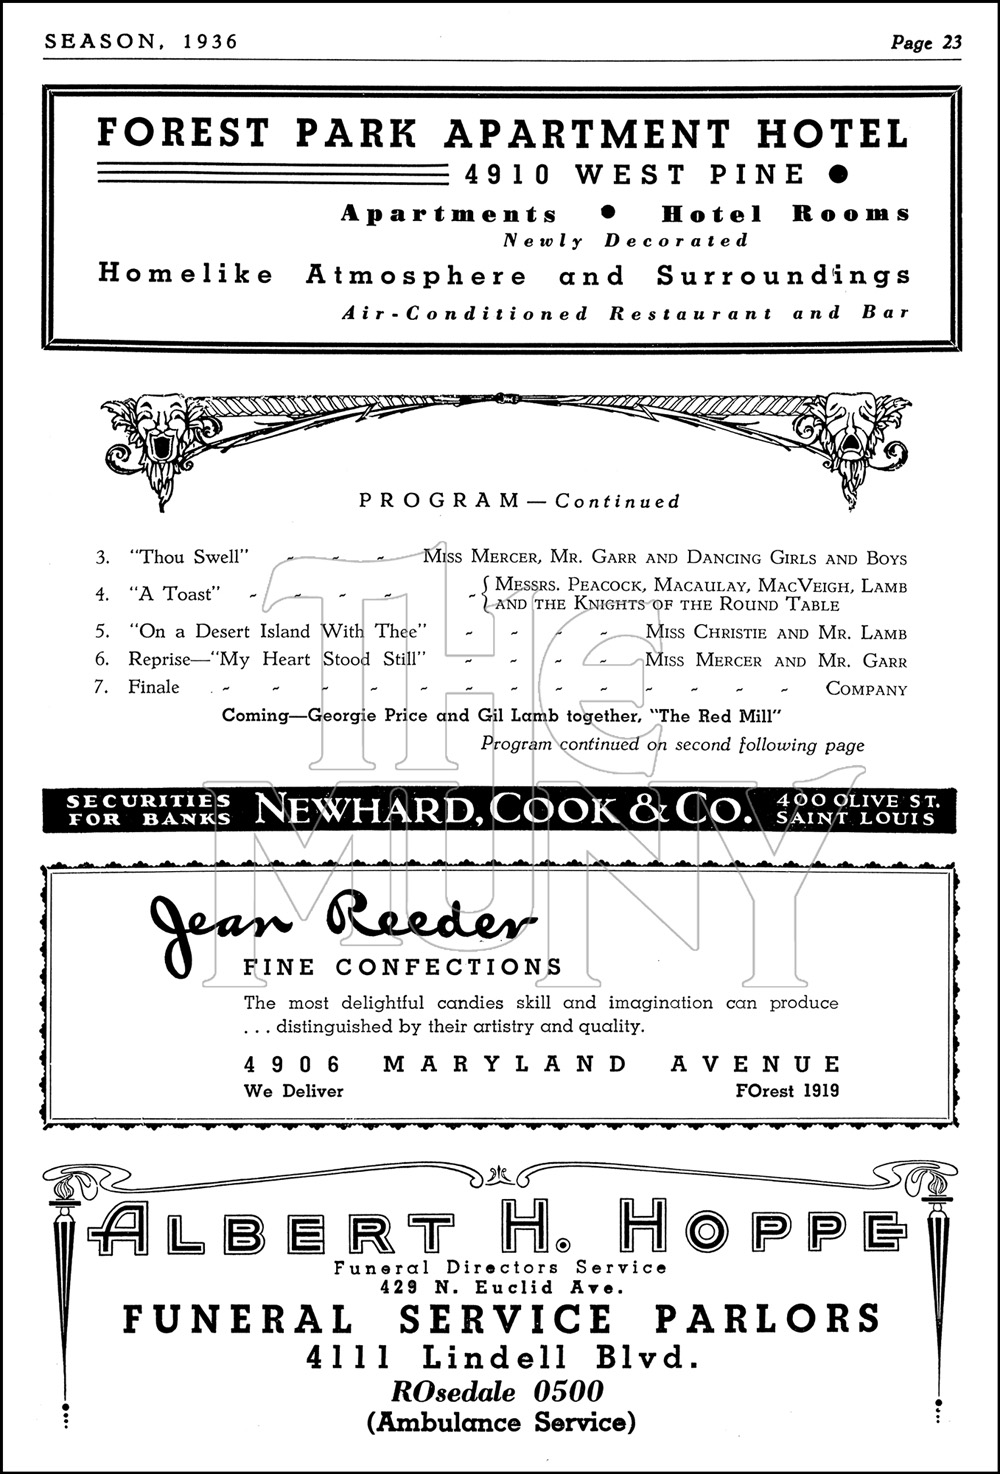 SEASON, 1936 Page 23
FOREST PARK APARTMENT HOTEL
4910 WEST PINE ●
Apartments ● Hotel Rooms
Newly Decorated
Homelike Atmosphere and Surroundings
Air-Conditioned Restaurant and Bar
PROGRAM—Continued
3. "Thou Swell" - - - Miss Mercer, Mr. Garr and Dancing Girls and Boys
4. "A Toast" - - - - - { Messrs. Peacock, Macaulay, MacVeigh, Lamb
and the Knights of the Round Table
5. "On a Desert Island With Thee" - - - - Miss Christie and Mr. Lamb
6. Reprise—"My Heart Stood Still" - - - - Miss Mercer and Mr. Garr
7. Finale - - - - - - - - - - - - - Company
Coming—Georgie Price and Gil Lamb together, "The Red Mill"
Program continued on second following page
THE
MUNY
SECURITIES
FOR BANKS
NEWHARD, COOK & CO.
400 OLIVE ST.
SAINT LOUIS
Jean Reeder
FINE CONFECTIONS
The most delightful candies skill and imagination can produce
. . . distinguished by their artistry and quality.
4906 MARYLAND AVENUE
We Deliver FOrest 1919
ALBERT H. HOPPE
Funeral Directors Service
429 N. Euclid Ave.
FUNERAL SERVICE PARLORS
4111 Lindell Blvd.
ROsedale 0500
(Ambulance Service)